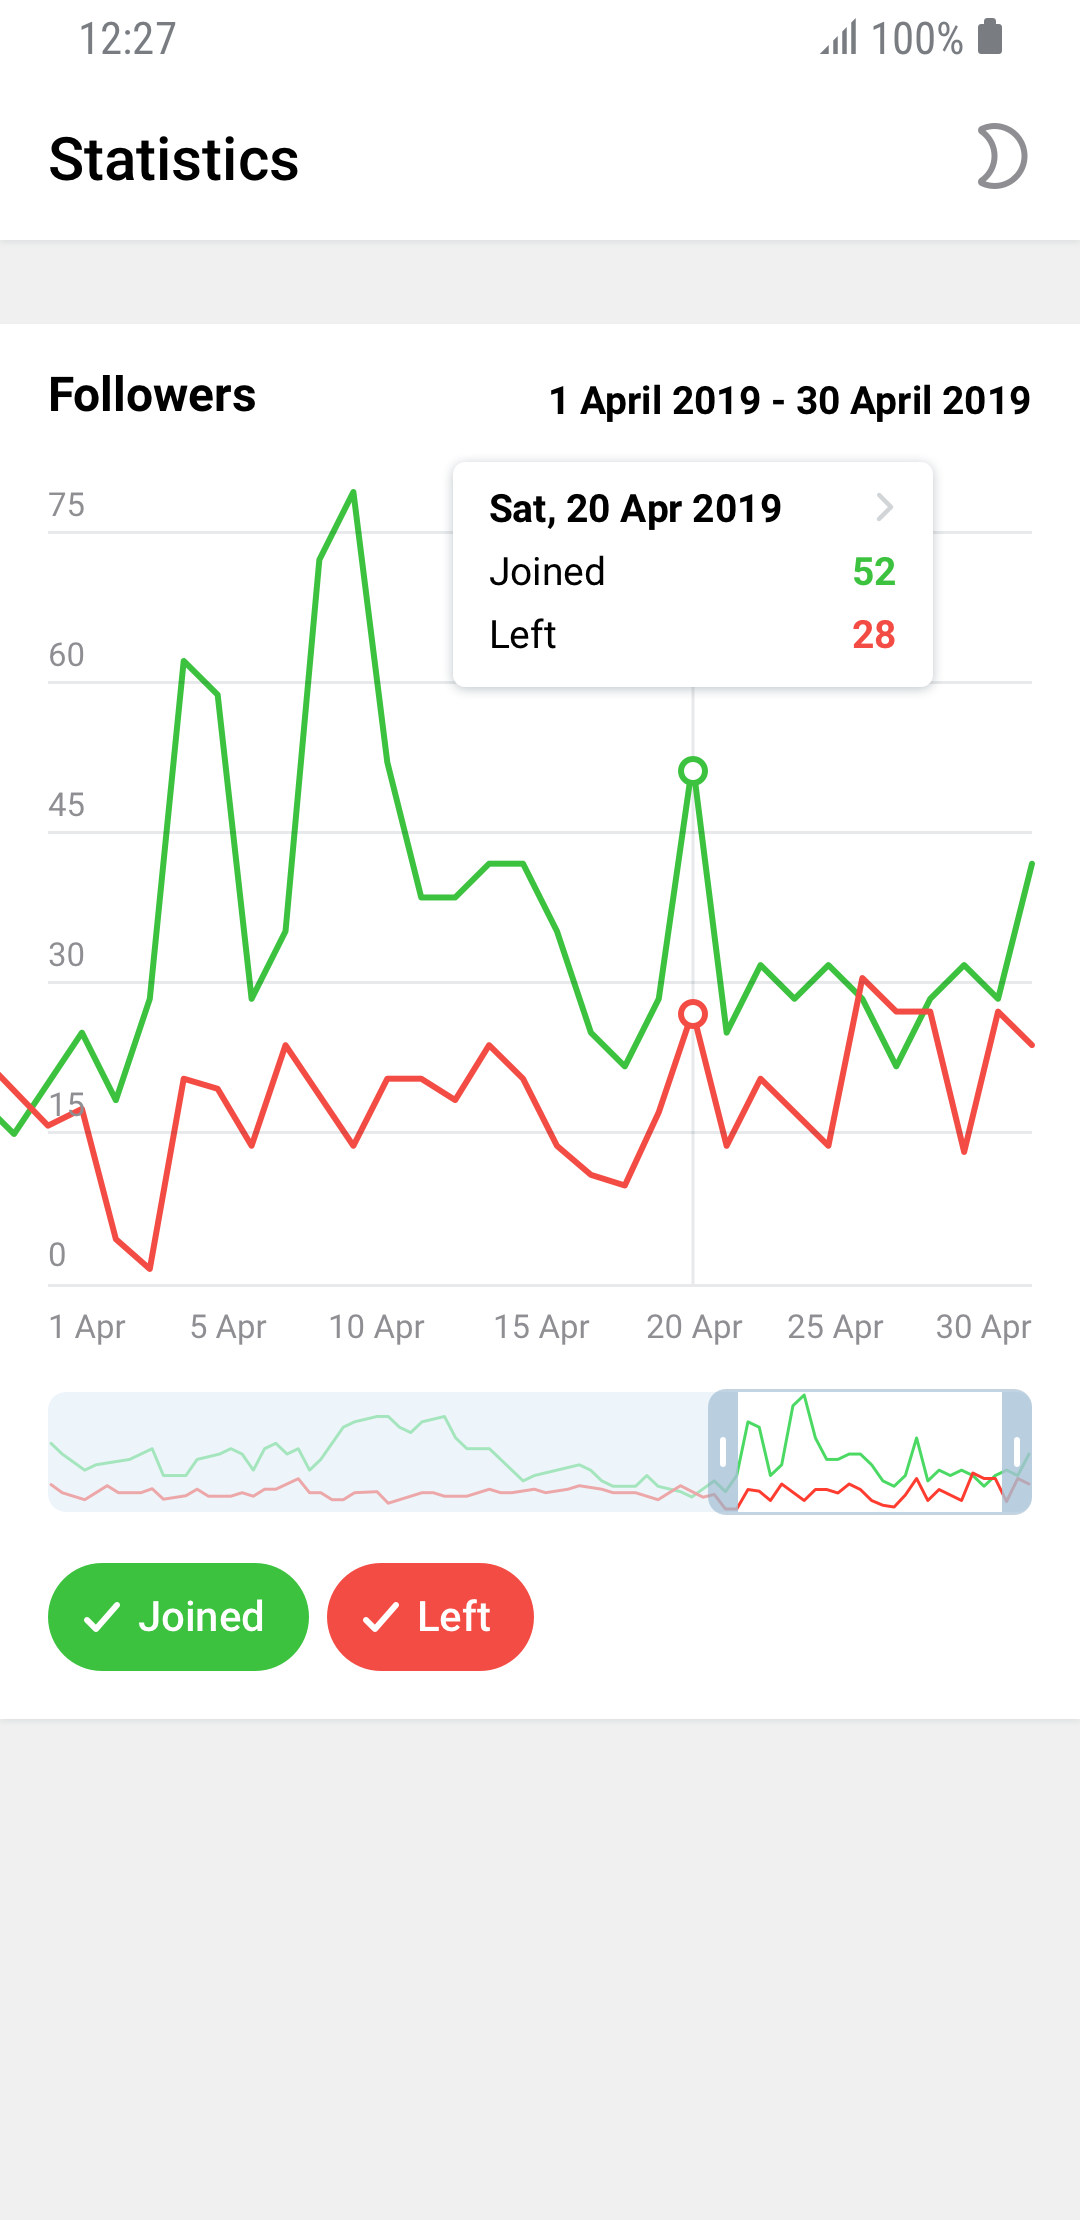 12:27 100%
Statistics
Followers 1 April 2019 - 30 April 2019
75
Sat, 20 Apr 2019
Joined 52
Left 28
60
45
30
15
0
1 Apr 5 Apr 10 Apr 15 Apr 20 Apr 25 Apr 30 Apr
Joined Left